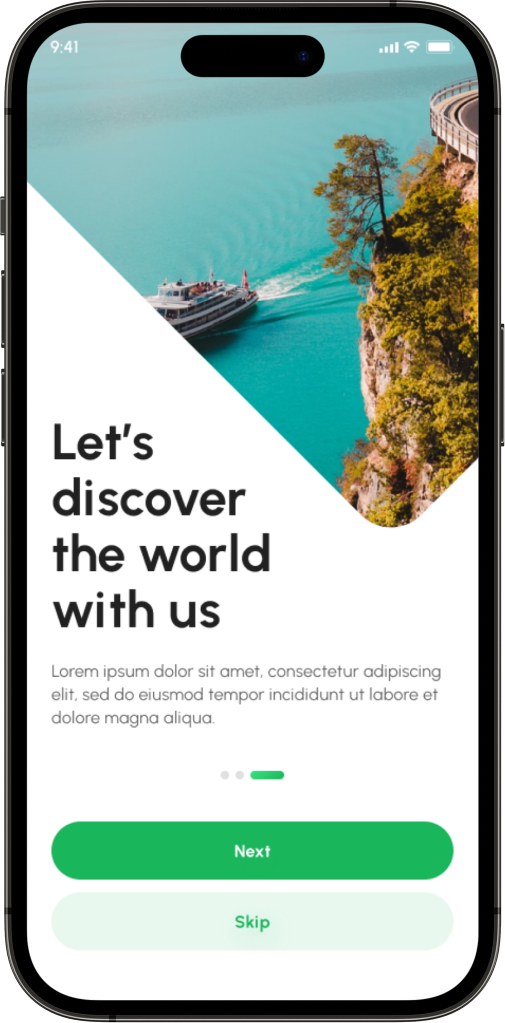 9:41
Let’s
discover
the world
with us
Lorem ipsum dolor sit amet, consectetur adipiscing
elit, sed do eiusmod tempor incididunt ut labore et
dolore magna aliqua.
Next
Skip